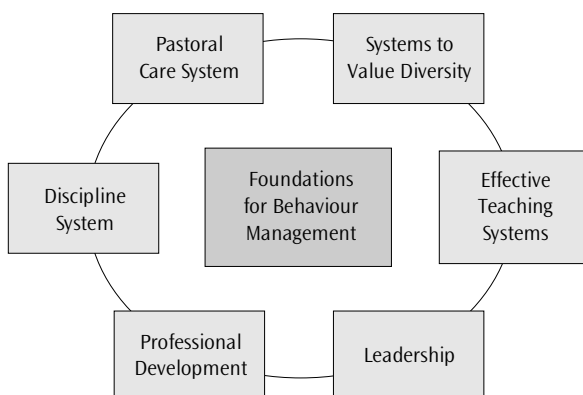 Pastoral
Care System
Systems to
Value Diversity
Discipline
System
Foundations
for Behaviour
Management
Effective
Teaching
Systems
Professional
Development
Leadership